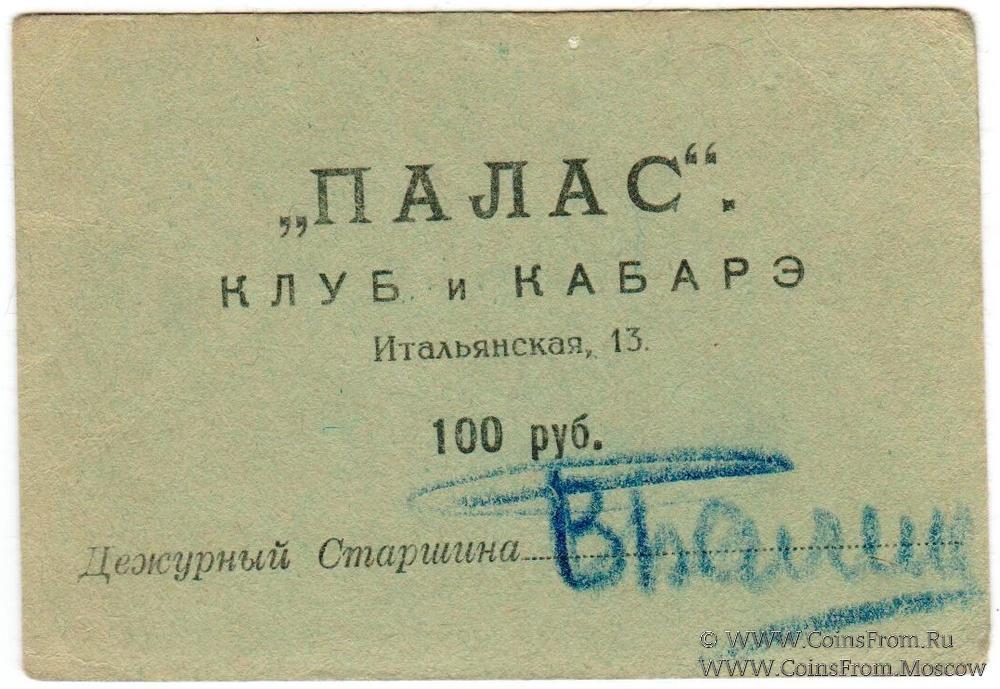 „ПАЛАС“.
КЛУБ и КАБАРЭ
Итальянская, 13.
100 руб.
Дежурный Старшина
© WWW.CoinsFrom.Ru
WWW.CoinsFrom.Moscow